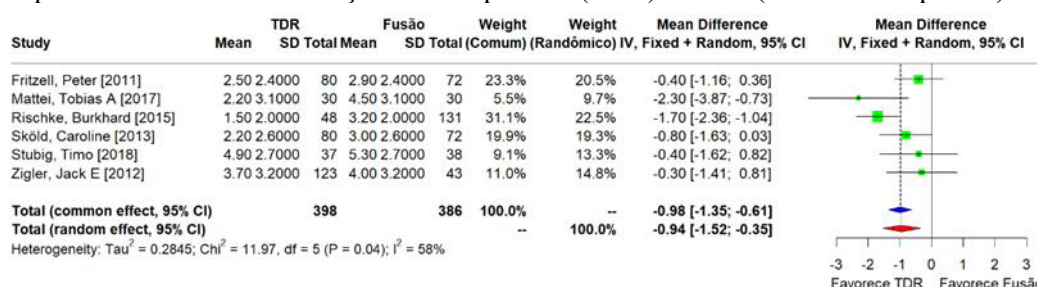 TDR Fusão Weight Weight Mean Difference Mean Difference
Study Mean SD Total Mean SD Total (Comum) (Randômico) IV, Fixed + Random, 95% CI IV, Fixed + Random, 95% CI
Fritzell, Peter [2011] 2.50 2.4000 80 2.90 2.4000 72 23.3% 20.5% -0.40 [-1.16; 0.36]
Mattei, Tobias A [2017] 2.20 3.1000 30 4.50 3.1000 30 5.5% 9.7% -2.30 [-3.87; -0.73]
Rischke, Burkhard [2015] 1.50 2.0000 48 3.20 2.0000 131 31.1% 22.5% -1.70 [-2.36; -1.04]
Sköld, Caroline [2013] 2.20 2.6000 80 3.00 2.6000 72 19.9% 19.3% -0.80 [-1.63; 0.03]
Stubig, Timo [2018] 4.90 2.7000 37 5.30 2.7000 38 9.1% 13.3% -0.40 [-1.62; 0.82]
Zigler, Jack E [2012] 3.70 3.2000 123 4.00 3.2000 43 11.0% 14.8% -0.30 [-1.41; 0.81]
Total (common effect, 95% CI) 398 386 100.0% -- -0.98 [-1.35; -0.61]
Total (random effect, 95% CI) -- 100.0% -0.94 [-1.52; -0.35]
Heterogeneity: Tau² = 0.2845; Chi² = 11.97, df = 5 (P = 0.04); I² = 58%
-3 -2 -1 0 1 2 3
Favorece TDR Favorece Fusão